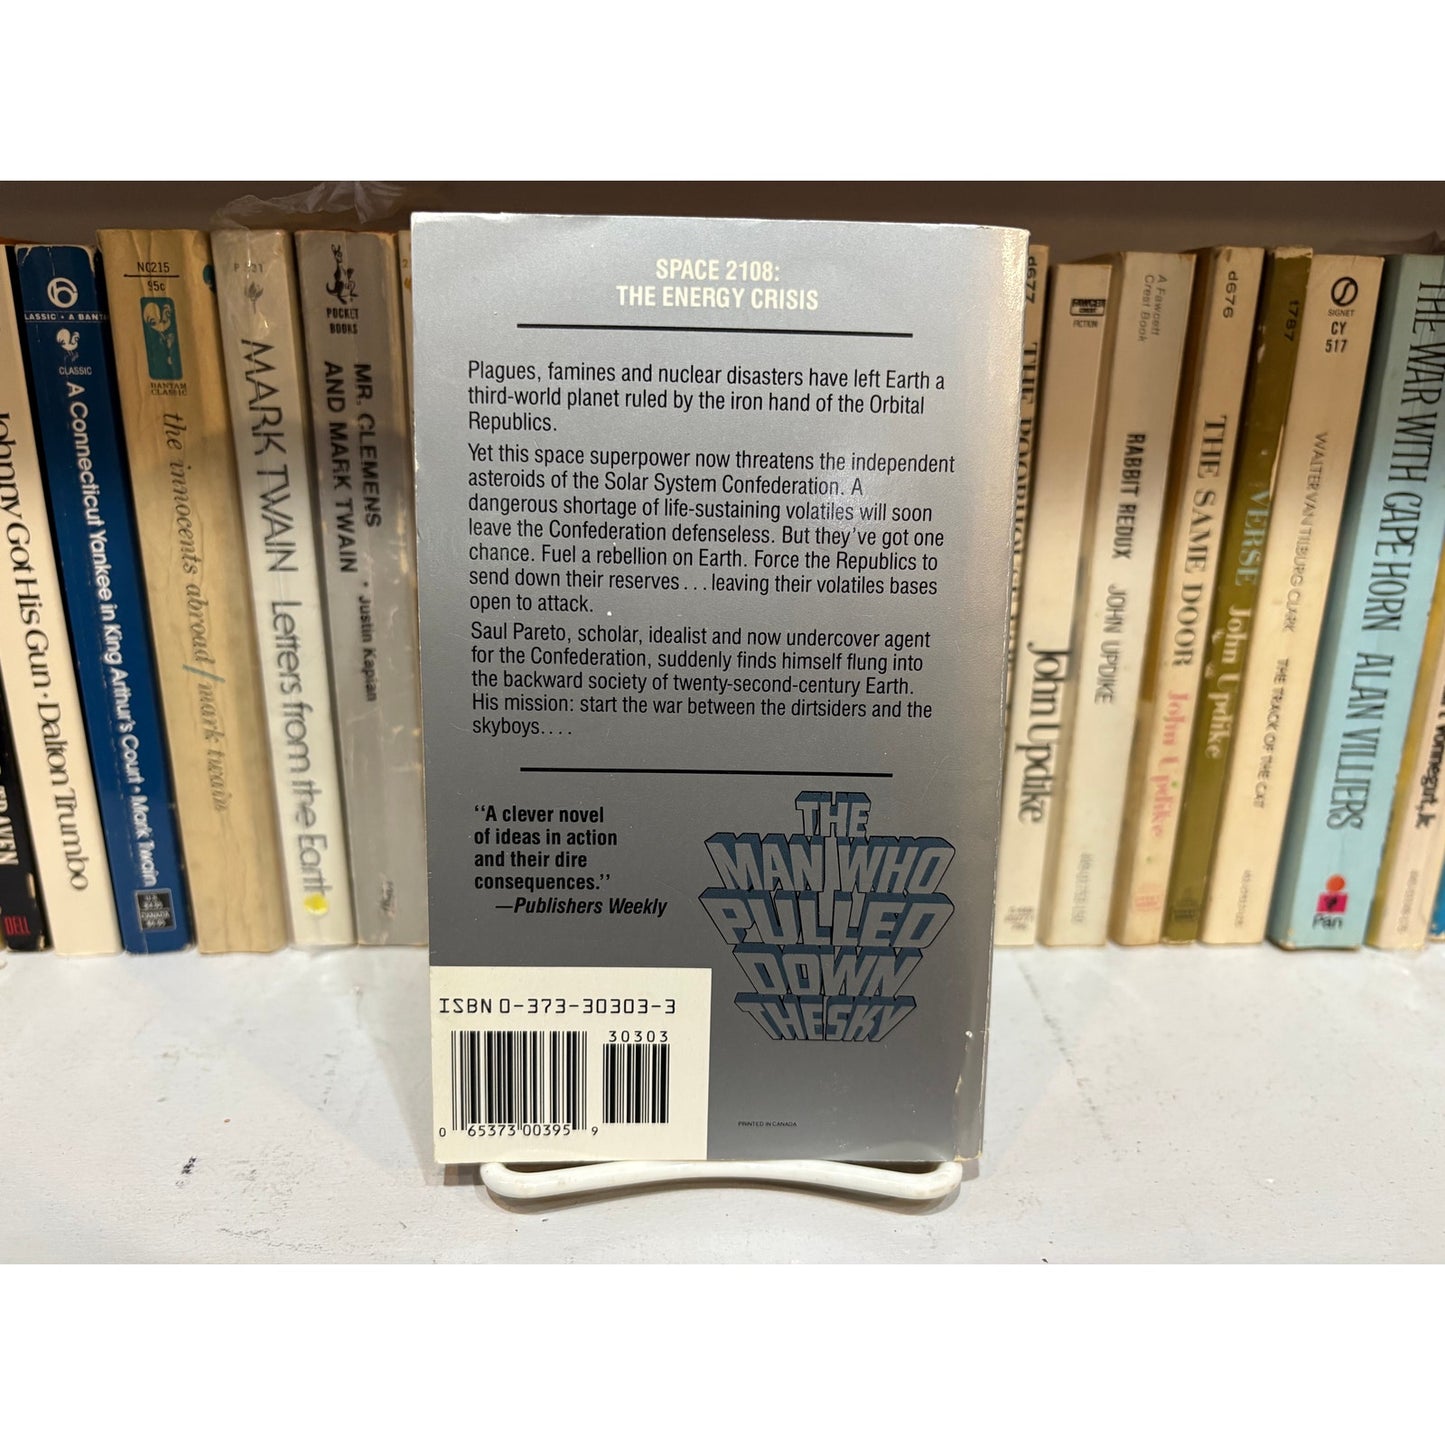 SPACE 2108:
THE ENERGY CRISIS
Plagues, famines and nuclear disasters have left Earth a
third-world planet ruled by the iron hand of the Orbital
Republics.
Yet this space superpower now threatens the independent
asteroids of the Solar System Confederation. A
dangerous shortage of life-sustaining volatiles will soon
leave the Confederation defenseless. But they've got one
chance. Fuel a rebellion on Earth. Force the Republics to
send down their reserves . . . leaving their volatiles bases
open to attack.
Saul Pareto, scholar, idealist and now undercover agent
for the Confederation, suddenly finds himself flung into
the backward society of twenty-second-century Earth.
His mission: start the war between the dirtsiders and the
skyboys. . . .
"A clever novel
of ideas in action
and their dire
consequences."
—Publishers Weekly
THE
MAN WHO
PULLED
DOWN
THE SKY
ISBN 0-373-30303-3
30303
0 65373 00395 9
PRINTED IN CANADA
DELL
Johnny Got His Gun · Dalton Trumbo
6
CLASSIC
A Connecticut Yankee in King Arthur's Court · Mark Twain
NC215
95c
BANTAM
CLASSIC
the innocents abroad/mark twain
MARK TWAIN Letters from the Earth
POCKET
BOOKS
MR. CLEMENS
AND MARK TWAIN · Justin Kaplan
d677
John Updike
FAWCETT
CREST
FICTION
A Fawcett
Crest Book
RABBIT REDUX JOHN UPDIKE
d676
THE SAME DOOR John Updike
t787
VERSE John Updike
SIGNET
CY
517
WALTER VAN TILBURG CLARK THE TRACK OF THE CAT
THE WAR WITH CAPE HORN ALAN VILLIERS
Pan
Vonnegut, Jr.